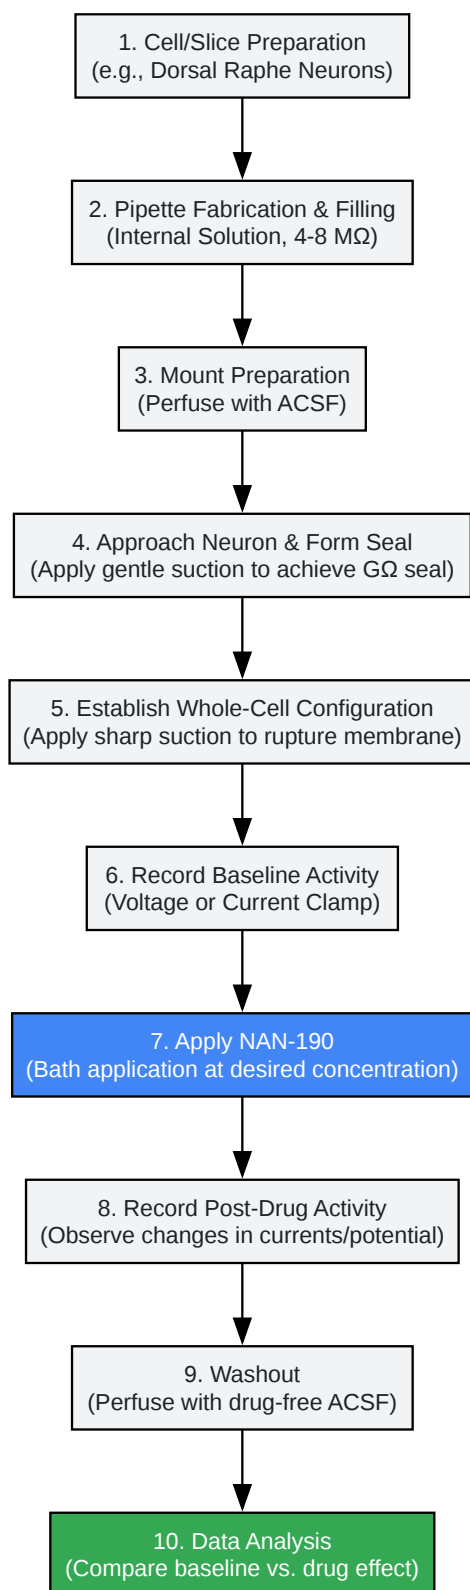 1. Cell/Slice Preparation
(e.g., Dorsal Raphe Neurons)
2. Pipette Fabrication & Filling
(Internal Solution, 4-8 MΩ)
3. Mount Preparation
(Perfuse with ACSF)
4. Approach Neuron & Form Seal
(Apply gentle suction to achieve GΩ seal)
5. Establish Whole-Cell Configuration
(Apply sharp suction to rupture membrane)
6. Record Baseline Activity
(Voltage or Current Clamp)
7. Apply NAN-190
(Bath application at desired concentration)
8. Record Post-Drug Activity
(Observe changes in currents/potential)
9. Washout
(Perfuse with drug-free ACSF)
10. Data Analysis
(Compare baseline vs. drug effect)